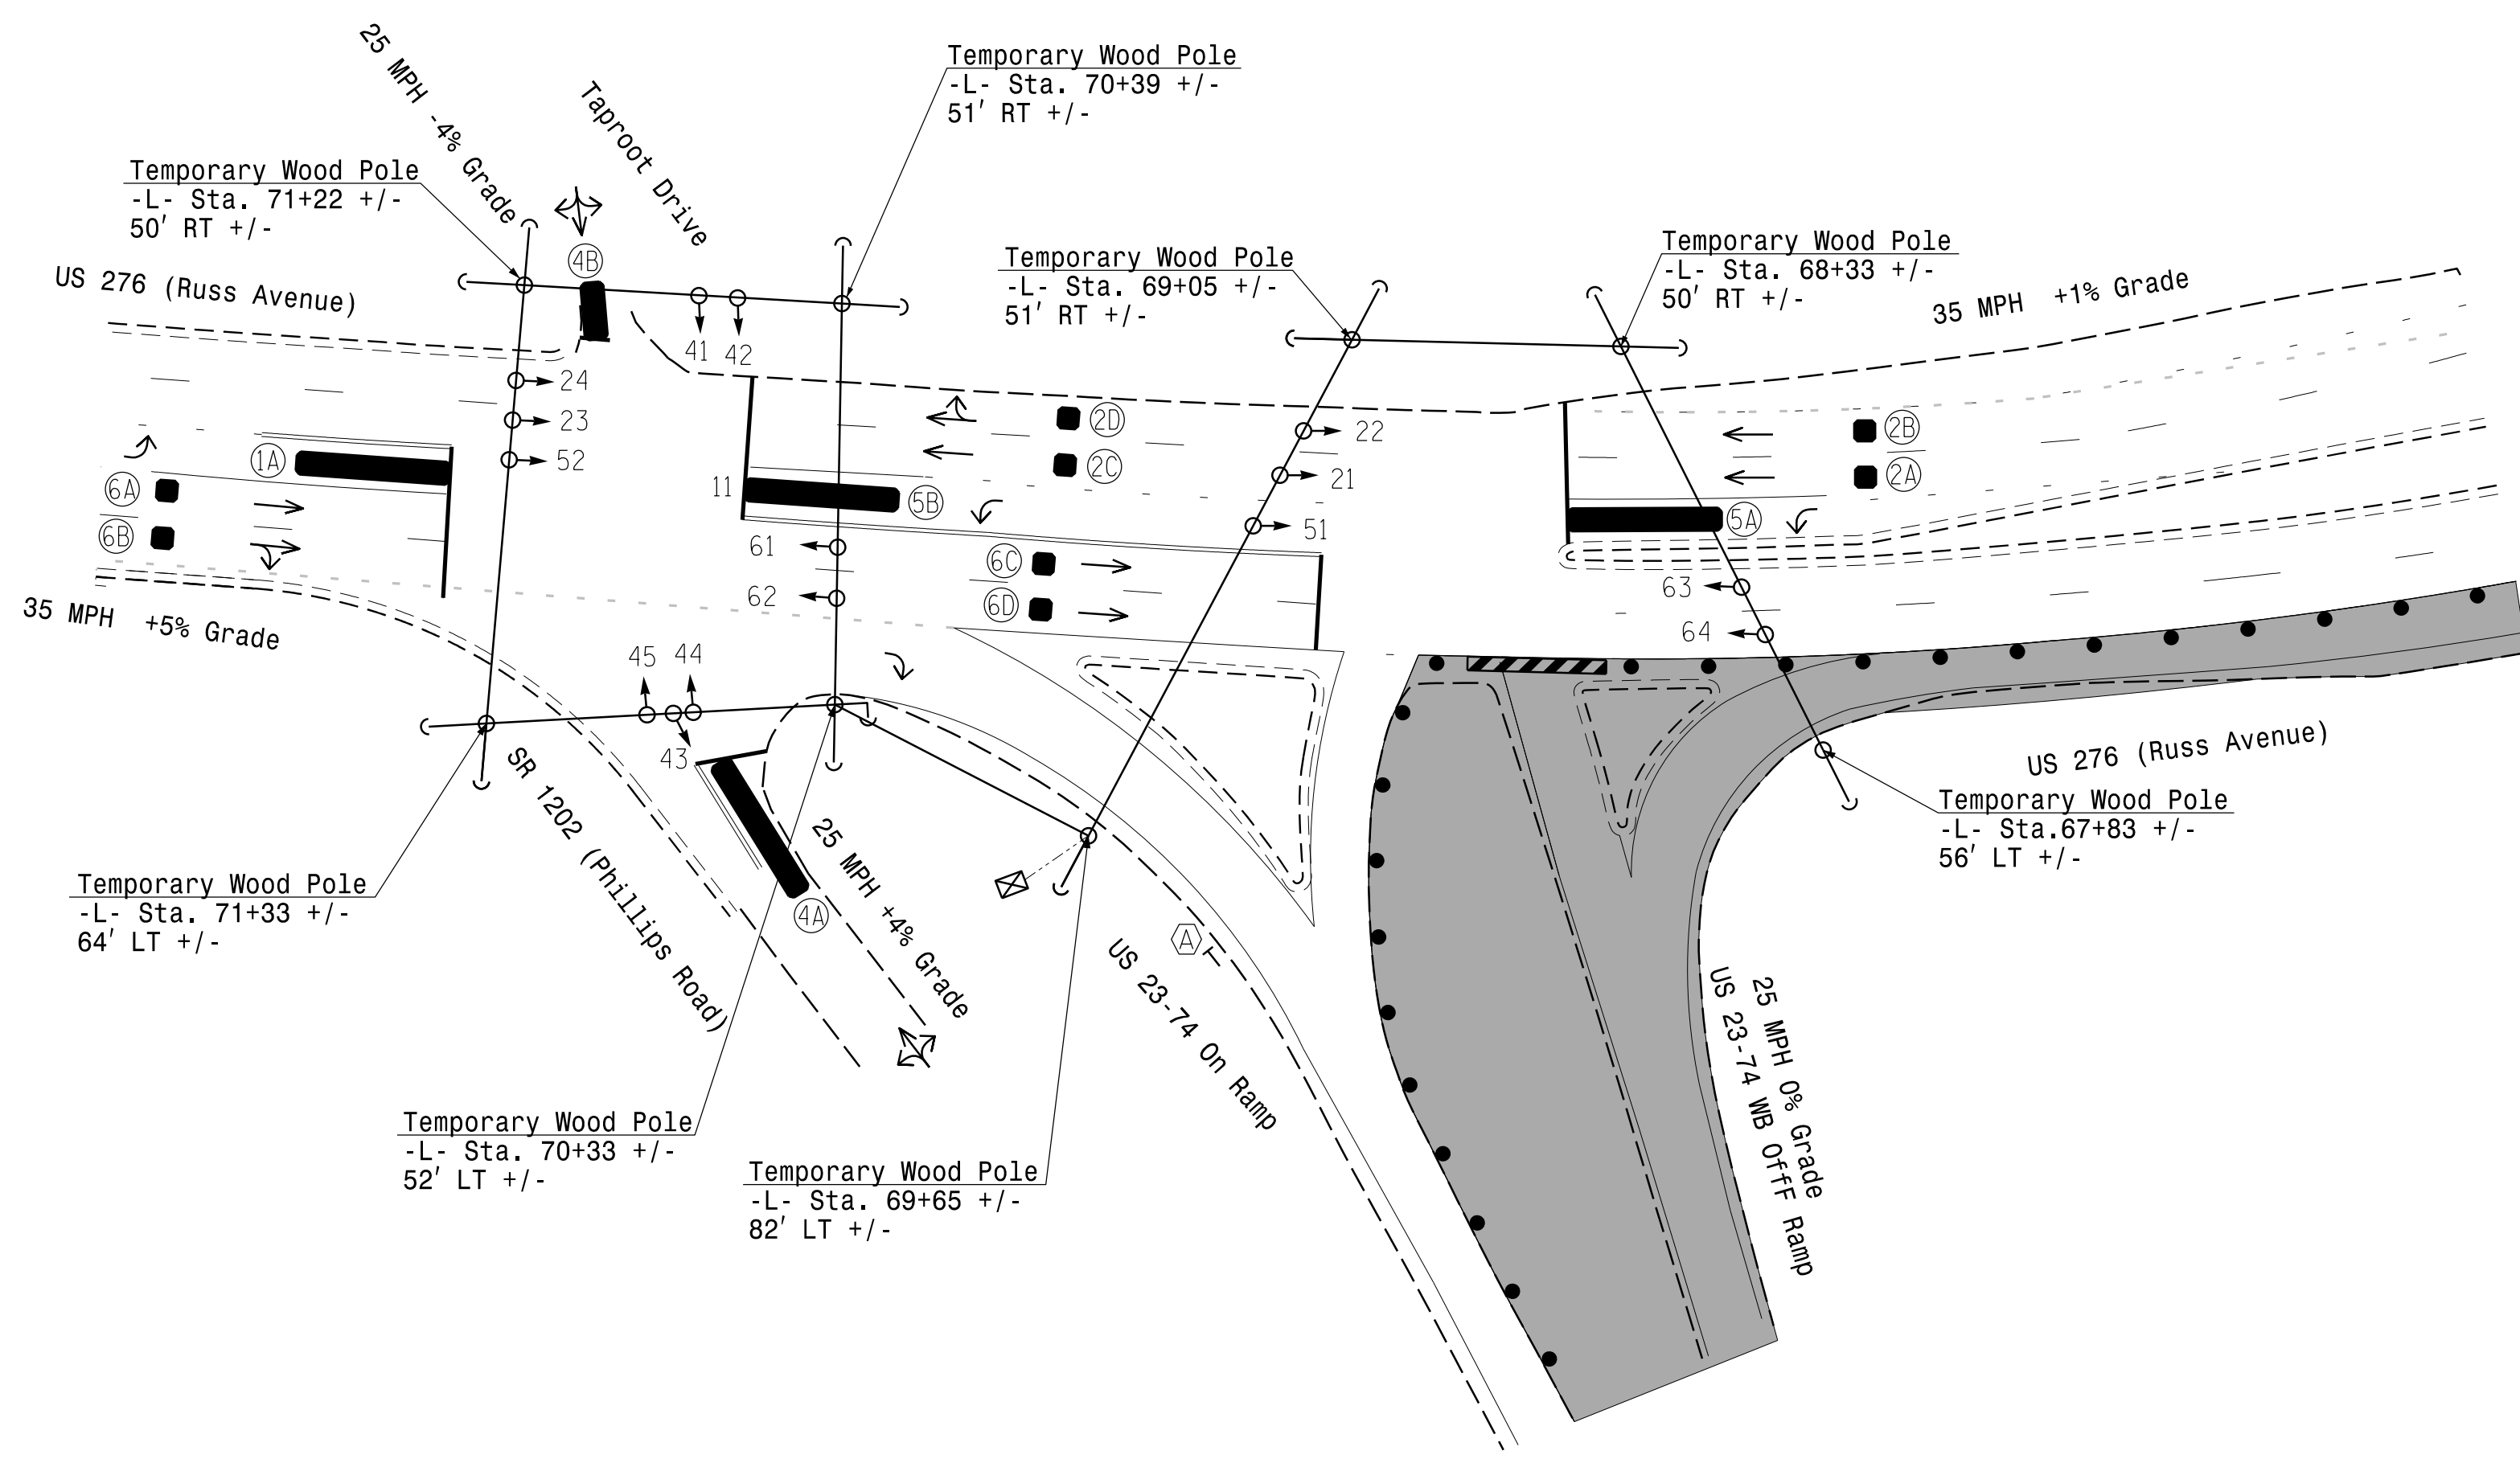 25 MPH -4% Grade
Taproot Drive
Temporary Wood Pole
-L- Sta. 70+39 +/-
51' RT +/-
Temporary Wood Pole
-L- Sta. 71+22 +/-
50' RT +/-
4B
US 276 (Russ Avenue)
Temporary Wood Pole
-L- Sta. 69+05 +/-
51' RT +/-
Temporary Wood Pole
-L- Sta. 68+33 +/-
50' RT +/-
35 MPH +1% Grade
41
42
24
23
52
2D
2C
22
21
51
2B
2A
1A
6A
6B
11
5B
5A
61
62
6C
6D
63
64
35 MPH +5% Grade
45
44
43
SR 1202 (Phillips Road)
4A
25 MPH +4% Grade
US 276 (Russ Avenue)
Temporary Wood Pole
-L- Sta.67+83 +/-
56' LT +/-
Temporary Wood Pole
-L- Sta. 71+33 +/-
64' LT +/-
A
US 23-74 On Ramp
25 MPH 0% Grade
US 23-74 WB OffF Ramp
Temporary Wood Pole
-L- Sta. 70+33 +/-
52' LT +/-
Temporary Wood Pole
-L- Sta. 69+65 +/-
82' LT +/-